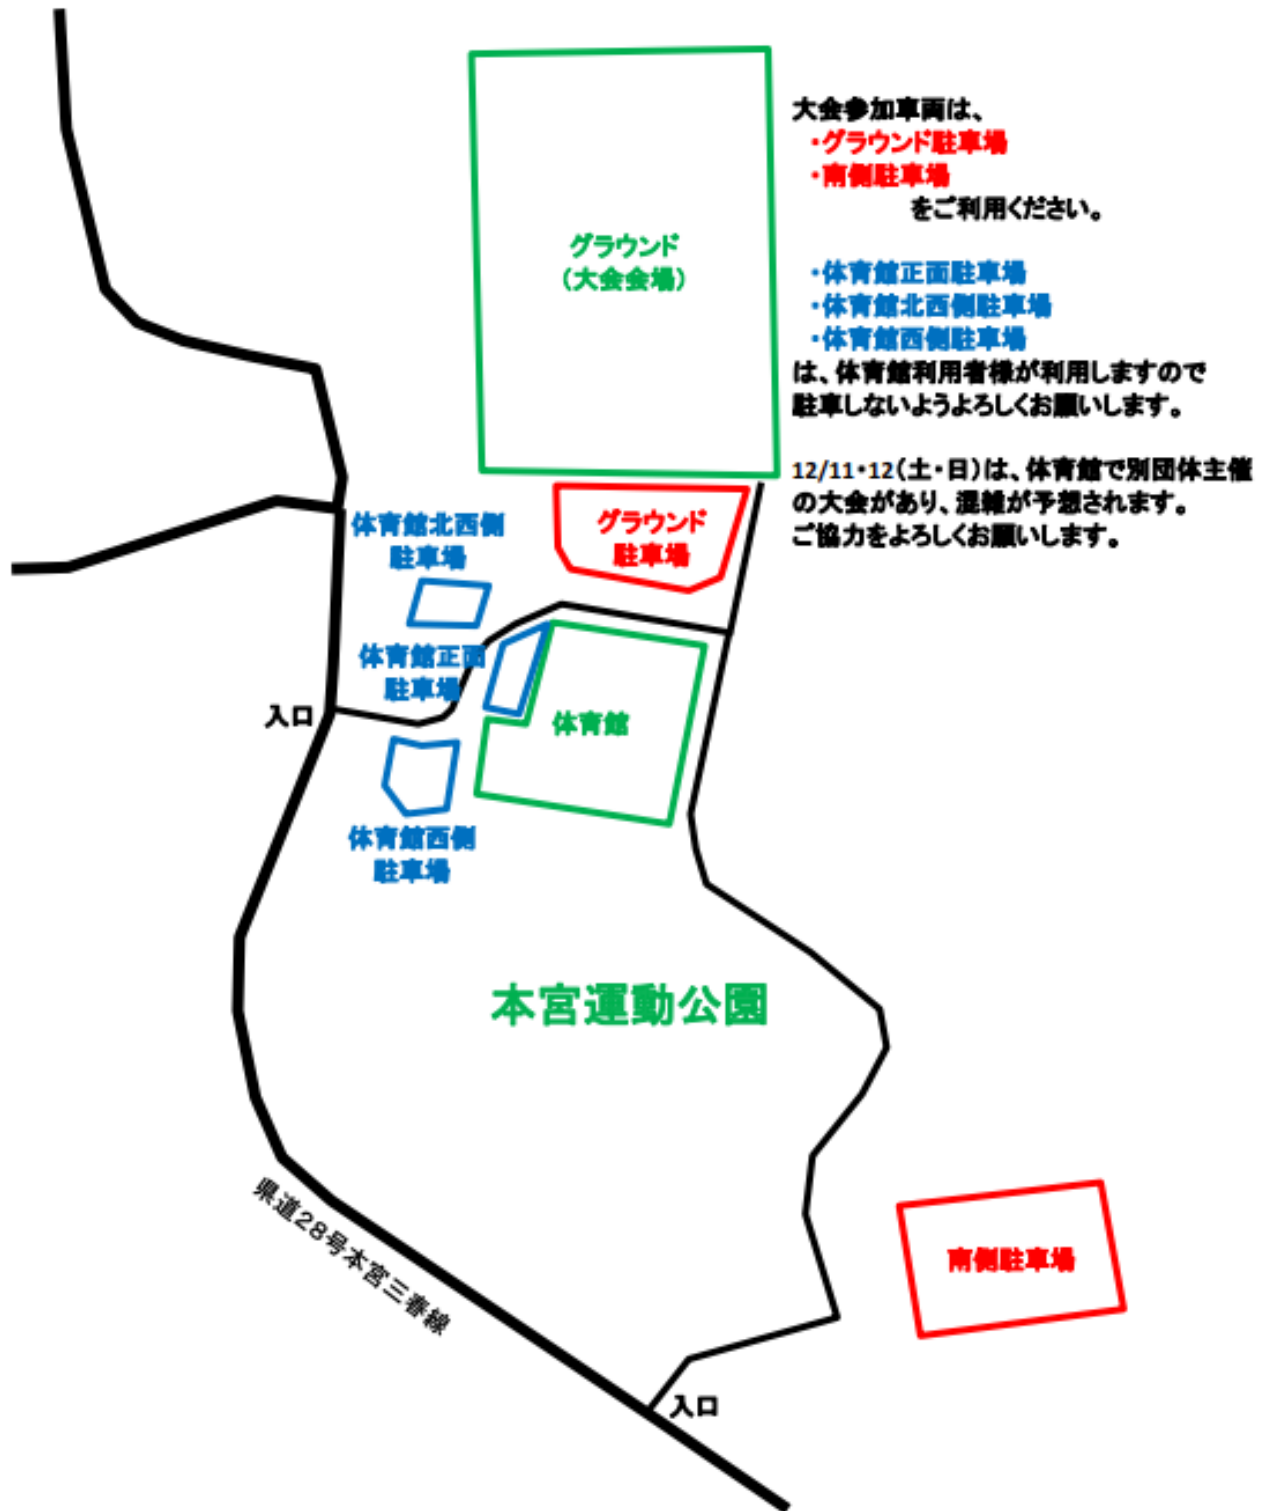 大会参加車両は、
・グラウンド駐車場
・南側駐車場
をご利用ください。
・体育館正面駐車場
・体育館北西側駐車場
・体育館西側駐車場
は、体育館利用者様が利用しますので
駐車しないようよろしくお願いします。
12/11・12(土・日)は、体育館で別団体主催
の大会があり、混雑が予想されます。
ご協力をよろしくお願いします。
グラウンド
(大会会場)
グラウンド
駐車場
体育館北西側
駐車場
体育館正面
駐車場
入口
体育館
体育館西側
駐車場
本宮運動公園
県道28号本宮三春線
南側駐車場
入口